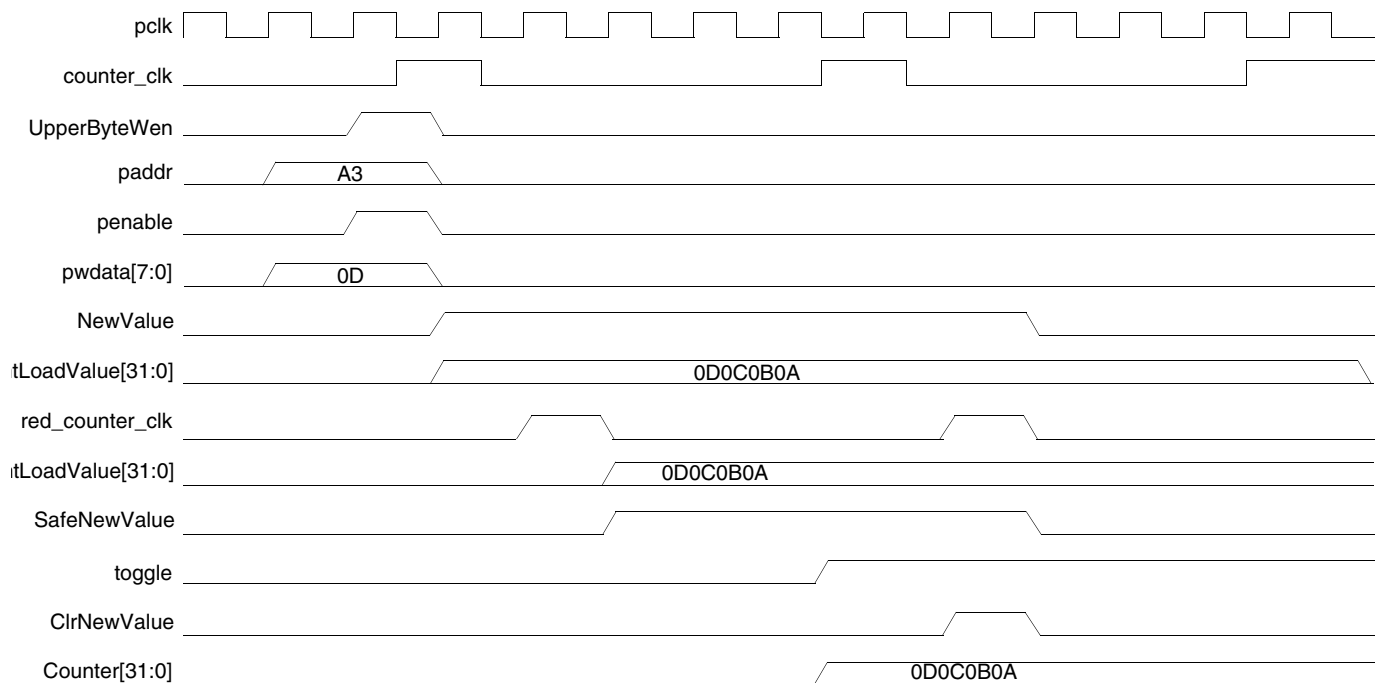 pclk
counter_clk
UpperByteWen
paddr
A3
penable
pwdata[7:0]
0D
NewValue
tLoadValue[31:0]
0D0C0B0A
red_counter_clk
tLoadValue[31:0]
0D0C0B0A
SafeNewValue
toggle
ClrNewValue
Counter[31:0]
0D0C0B0A